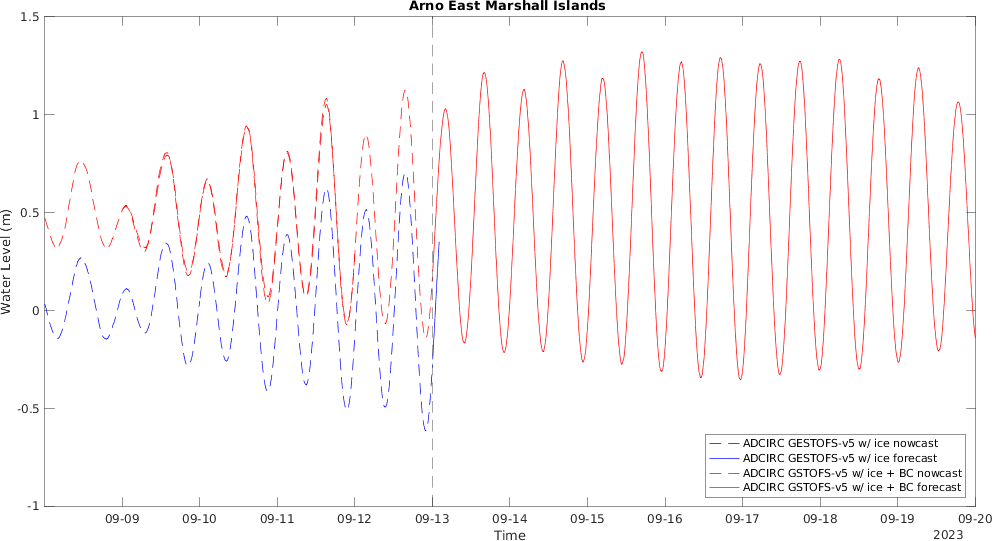 Arno East Marshall Islands
1.5
1
0.5
0
-0.5
-1
Water Level (m)
ADCIRC GESTOFS-v5 w/ ice nowcast
ADCIRC GESTOFS-v5 w/ ice forecast
ADCIRC GSTOFS-v5 w/ ice + BC nowcast
ADCIRC GSTOFS-v5 w/ ice + BC forecast
09-09 09-10 09-11 09-12 09-13 09-14 09-15 09-16 09-17 09-18 09-19 09-20
Time
2023